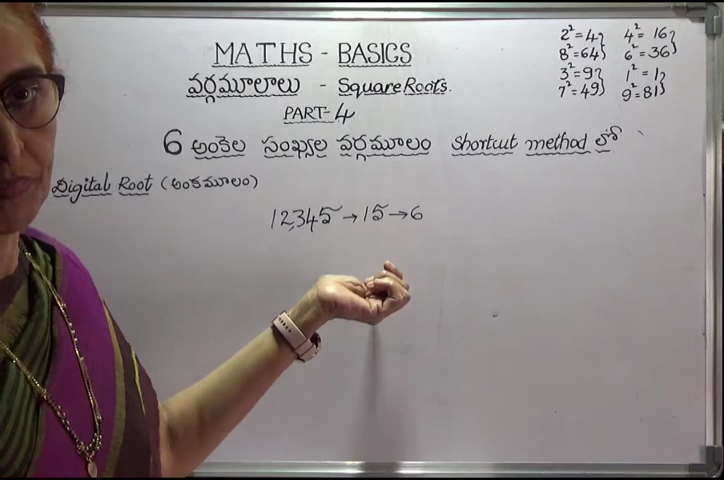 MATHS - BASICS
వర్గమూలాలు - Square Roots.
PART-4
6 అంకెల సంఖ్యల వర్గమూలం Shortcut method లో
Digital Root (అంకమూలం)
12345 → 15 → 6
2² = 4 4² = 16
8² = 64 6² = 36
3² = 9 1² = 1
7² = 49 9² = 81